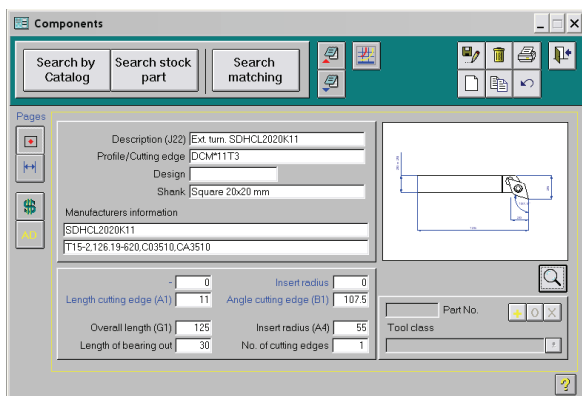 Components
Search by Catalog
Search stock part
Search matching
Pages
Description (J22) Ext. turn. SDHCL2020K11
Profile/Cutting edge DCM*11T3
Design
Shank Square 20x20 mm
Manufacturers information
SDHCL2020K11
T15-2,126.19-620,C03510,CA3510
- 0 Insert radius 0
Length cutting edge (A1) 11 Angle cutting edge (B1) 107.5
Overall length (G1) 125 Insert radius (A4) 55
Length of bearing out 30 No. of cutting edges 1
Part No.
Tool class
AD